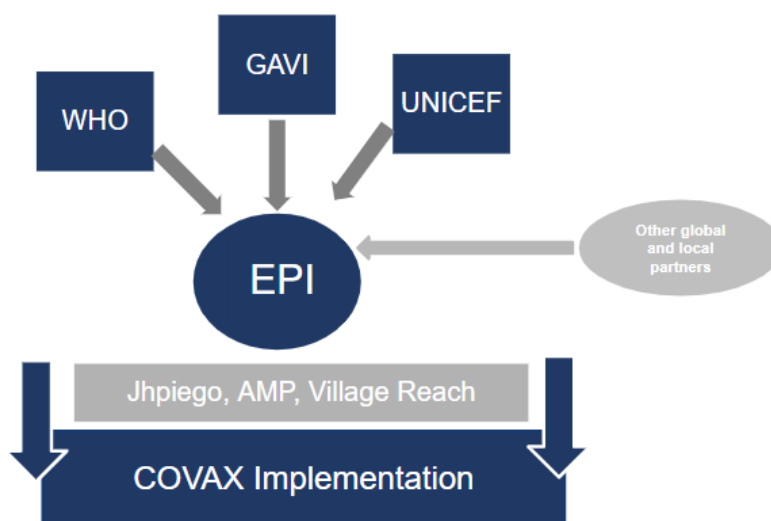 GAVI
WHO
UNICEF
Other global
and local
partners
EPI
Jhpiego, AMP, Village Reach
COVAX Implementation